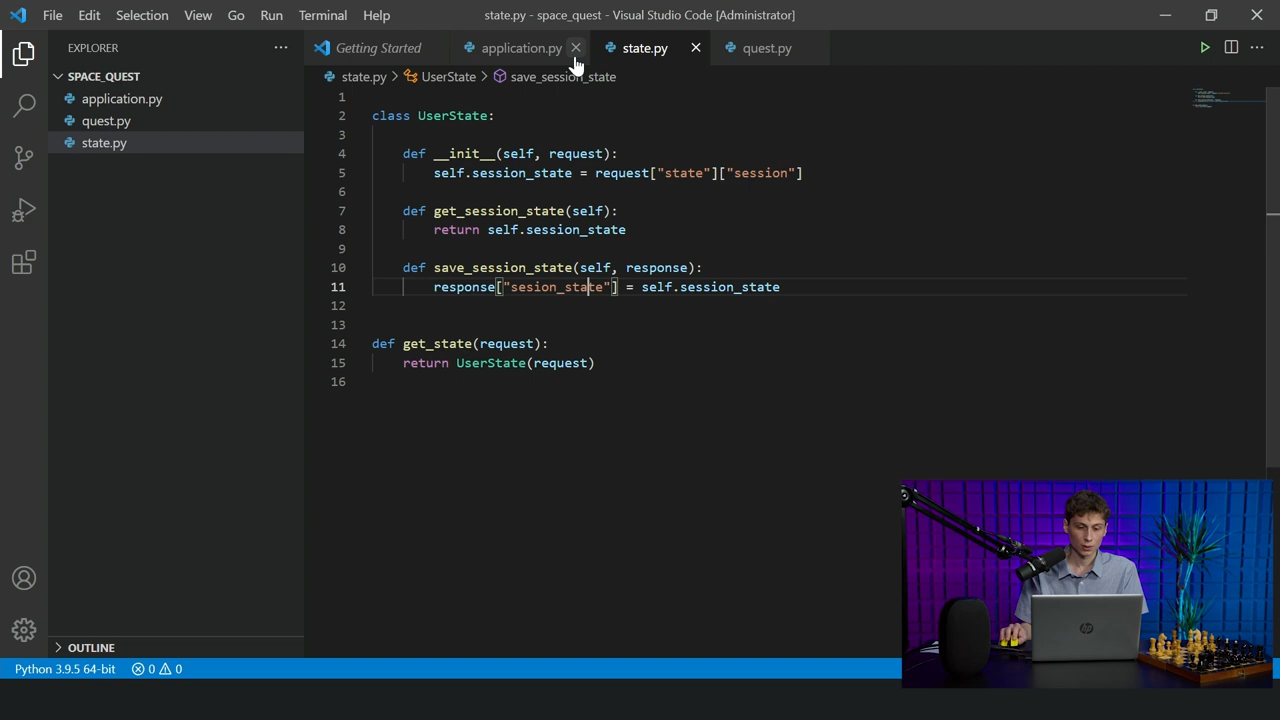 File Edit Selection View Go Run Terminal Help
state.py - space_quest - Visual Studio Code [Administrator]
EXPLORER
Getting Started
application.py
state.py
quest.py
SPACE_QUEST
application.py
quest.py
state.py
state.py > UserState > save_session_state
1
2 class UserState:
3
4 def __init__(self, request):
5 self.session_state = request["state"]["session"]
6
7 def get_session_state(self):
8 return self.session_state
9
10 def save_session_state(self, response):
11 response["sesion_state"] = self.session_state
12
13
14 def get_state(request):
15 return UserState(request)
16
OUTLINE
Python 3.9.5 64-bit 0 0
hp